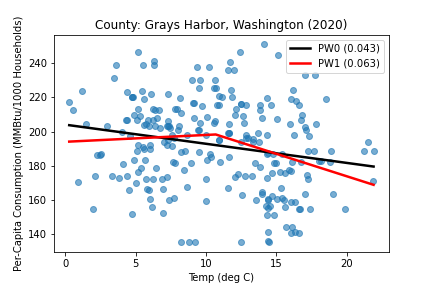 County: Grays Harbor, Washington (2020)
PW0 (0.043)
PW1 (0.063)
Per-Capita Consumption (MMBtu/1000 Households)
240
220
200
180
160
140
0 5 10 15 20
Temp (deg C)